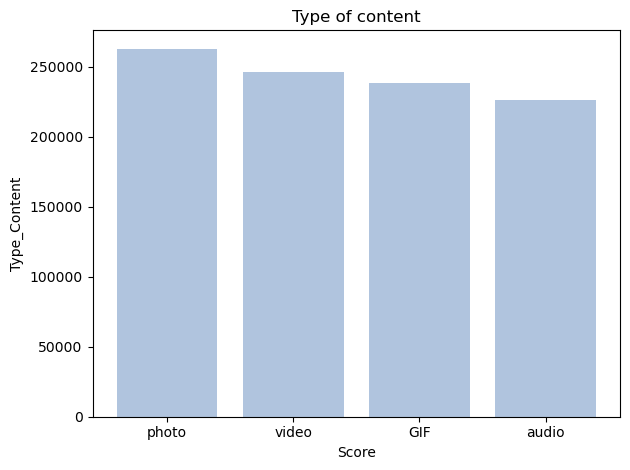 Type of content
Type_Content
250000
200000
150000
100000
50000
0
photo video GIF audio
Score